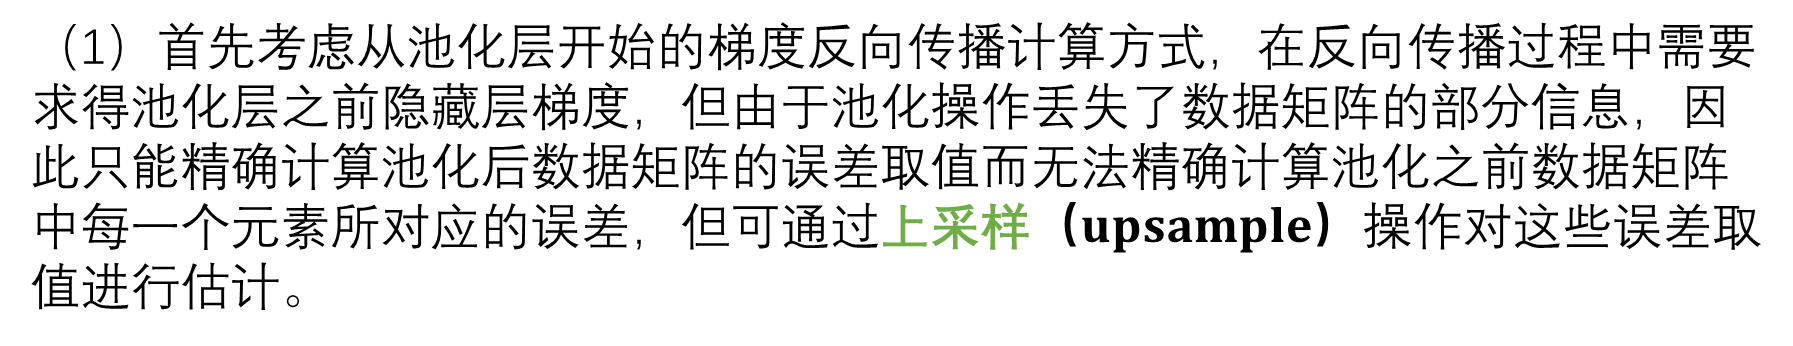 （1）首先考虑从池化层开始的梯度反向传播计算方式，在反向传播过程中需要
求得池化层之前隐藏层梯度，但由于池化操作丢失了数据矩阵的部分信息，因
此只能精确计算池化后数据矩阵的误差取值而无法精确计算池化之前数据矩阵
中每一个元素所对应的误差，但可通过上采样（upsample）操作对这些误差取
值进行估计。